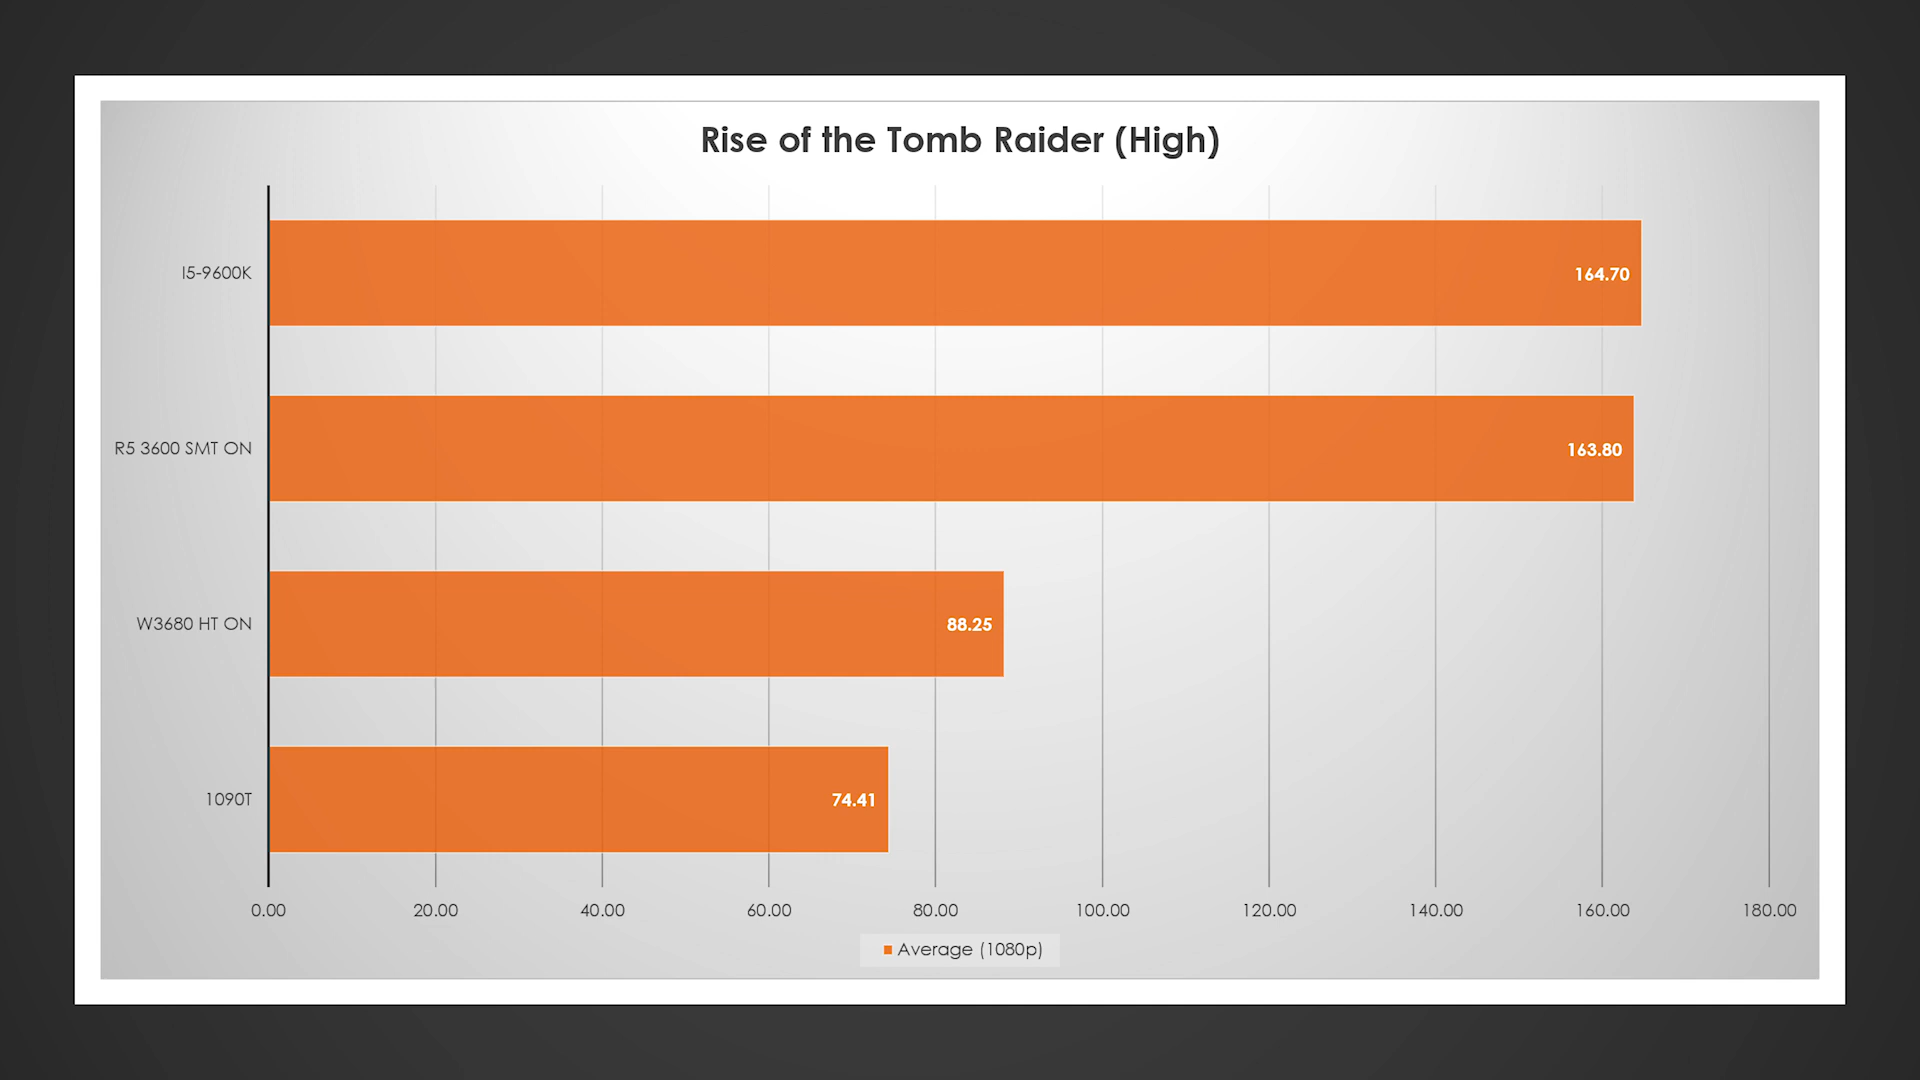 Rise of the Tomb Raider (High)
I5-9600K
164.70
R5 3600 SMT ON
163.80
W3680 HT ON
88.25
1090T
74.41
0.00 20.00 40.00 60.00 80.00 100.00 120.00 140.00 160.00 180.00
Average (1080p)